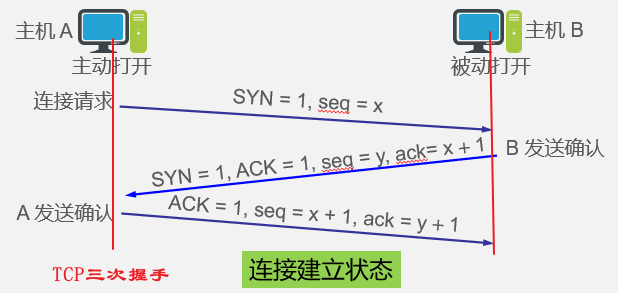 主机 A
主机 B
主动打开
被动打开
连接请求
SYN = 1, seq = x
B 发送确认
SYN = 1, ACK = 1, seq = y, ack= x + 1
A 发送确认
ACK = 1, seq = x + 1, ack = y + 1
TCP三次握手
连接建立状态